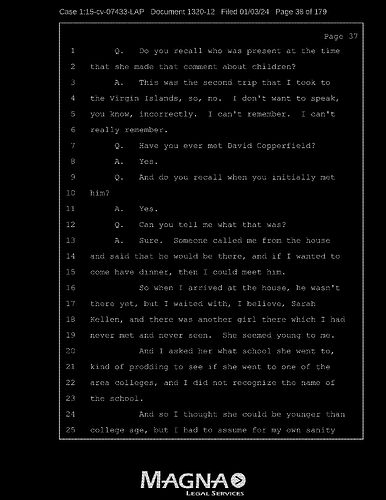 Case 1:15-cv-07433-LAP Document 1320-12 Filed 01/03/24 Page 38 of 179
Page 37
1 Q. Do you recall who was present at the time
2 that she made that comment about children?
3 A. This was the second trip that I took to
4 the Virgin Islands, so, no. I don't want to speak,
5 you know, incorrectly. I can't remember. I can't
6 really remember.
7 Q. Have you ever met David Copperfield?
8 A. Yes.
9 Q. And do you recall when you initially met
10 him?
11 A. Yes.
12 Q. Can you tell me what that was?
13 A. Sure. Someone called me from the house
14 and said that he would be there, and if I wanted to
15 come have dinner, then I could meet him.
16 So when I arrived at the house, he wasn't
17 there yet, but I waited with, I believe, Sarah
18 Kellen, and there was another girl there which I had
19 never met and never seen. She seemed young to me.
20 And I asked her what school she went to,
21 kind of prodding to see if she went to one of the
22 area colleges, and I did not recognize the name of
23 the school.
24 And so I thought she could be younger than
25 college age, but I had to assume for my own sanity
MAGNA
LEGAL SERVICES